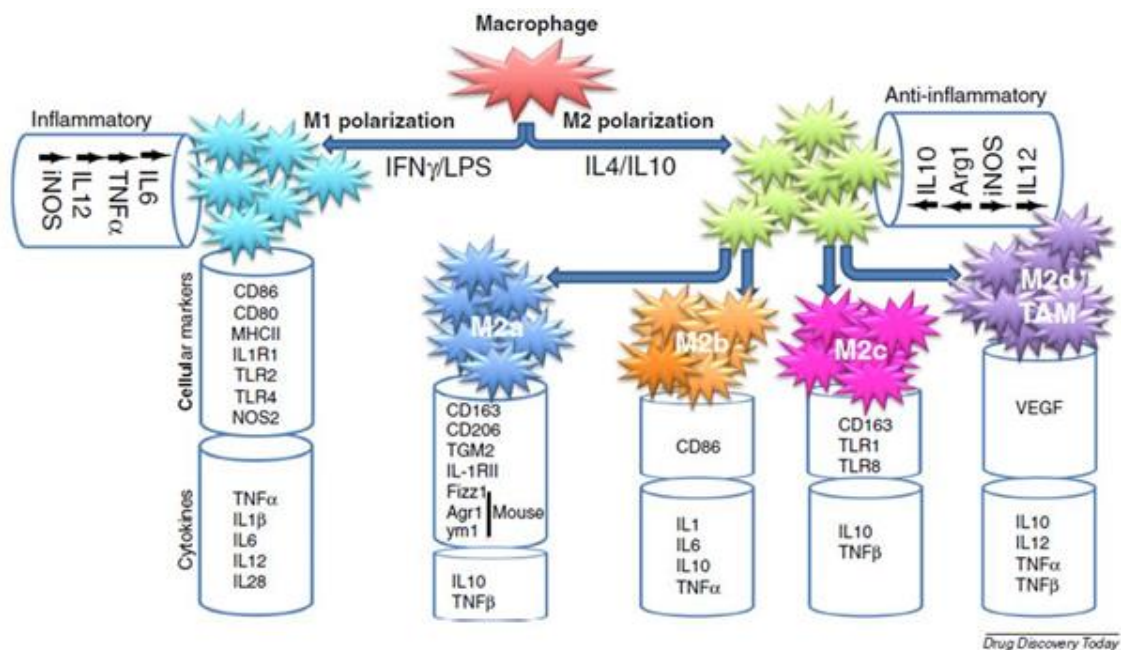 Macrophage
Inflammatory
M1 polarization
M2 polarization
Anti-inflammatory
IFNγ/LPS
IL4/IL10
iNOS
IL12
TNFα
IL6
IL10
Arg1
iNOS
IL12
M2a
M2b
M2c
M2d
TAM
Cellular markers
CD86
CD80
MHCII
IL1R1
TLR2
TLR4
NOS2
Cytokines
TNFα
IL1β
IL6
IL12
IL28
CD163
CD206
TGM2
IL-1RII
Fizz1
Agr1
ym1
Mouse
IL10
TNFβ
CD86
IL1
IL6
IL10
TNFα
CD163
TLR1
TLR8
IL10
TNFβ
VEGF
IL10
IL12
TNFα
TNFβ
Drug Discovery Today